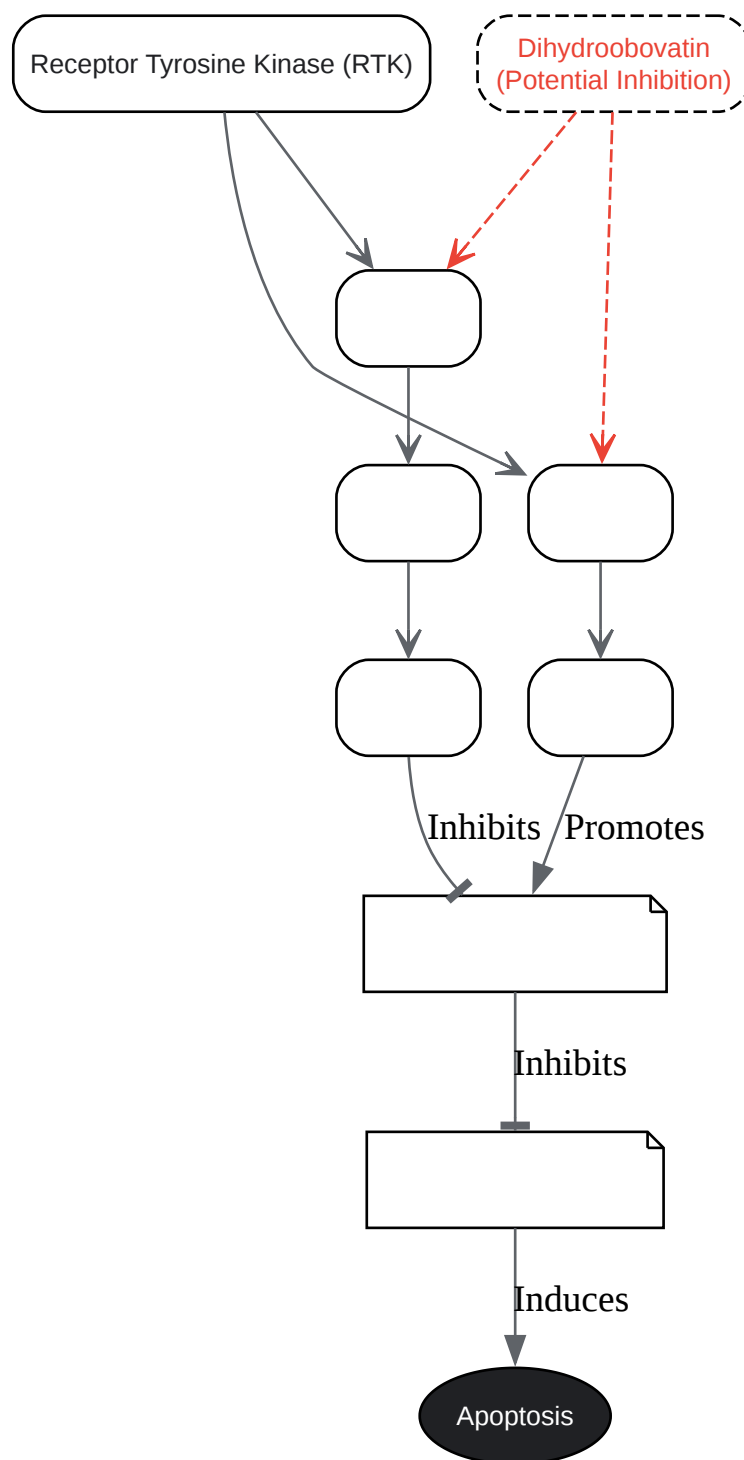 Receptor Tyrosine Kinase (RTK)
Dihydroobovatin
(Potential Inhibition)
Inhibits
Promotes
Inhibits
Induces
Apoptosis